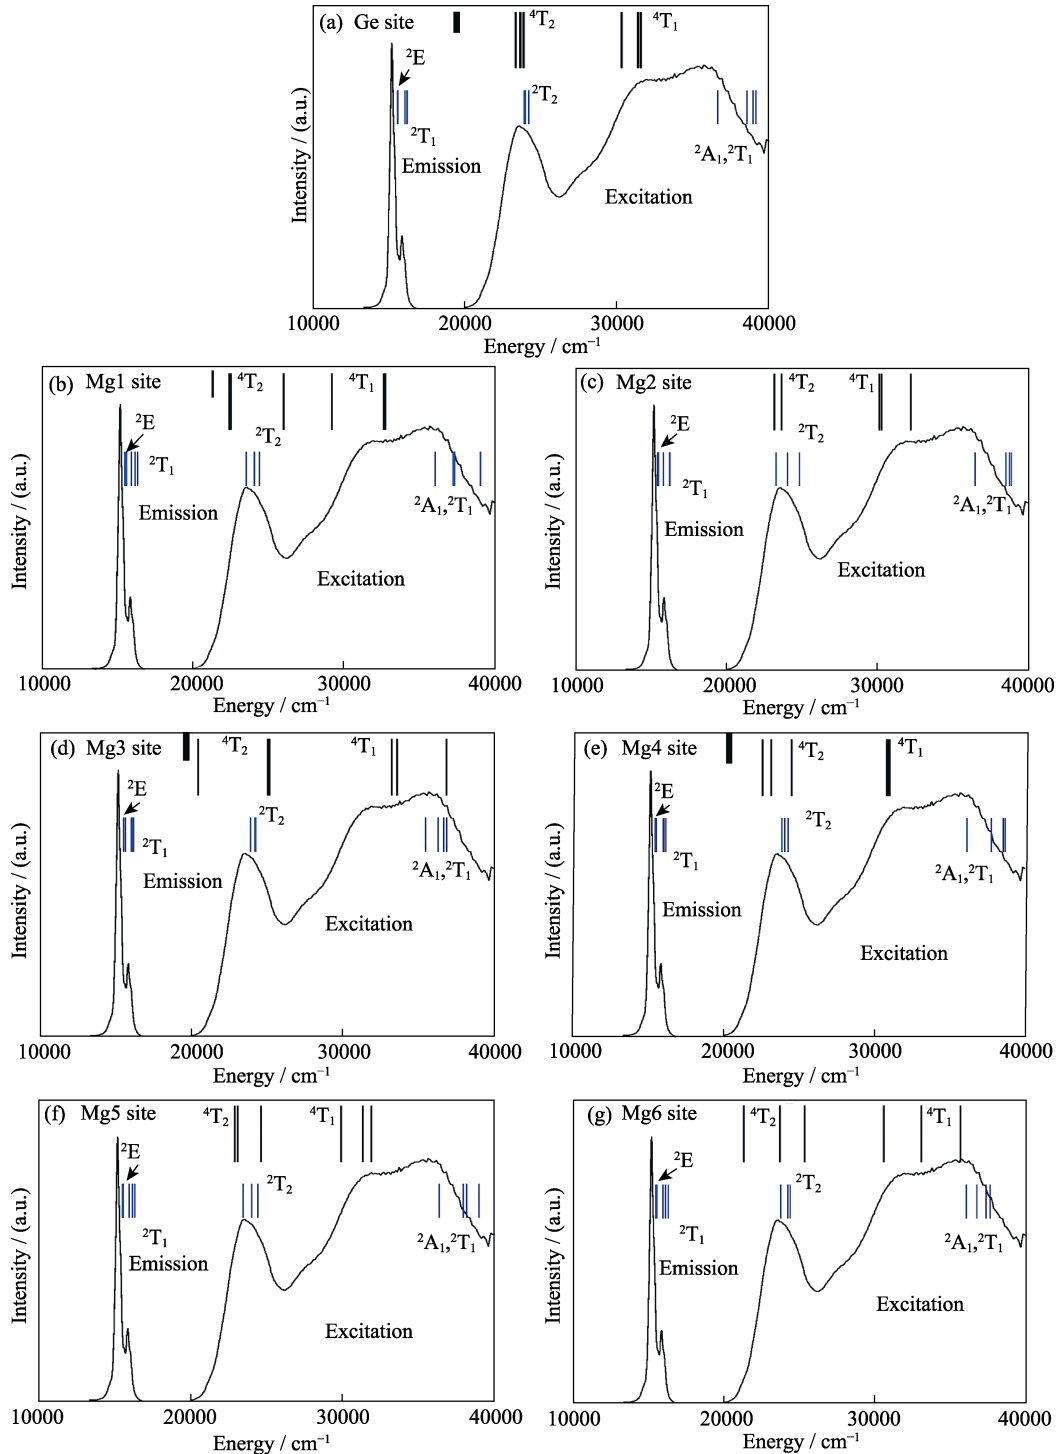 (a) Ge site
⁴T₂
⁴T₁
²E
²T₂
²T₁
²A₁,²T₁
Emission
Excitation
Intensity / (a.u.)
10000 20000 30000 40000
Energy / cm⁻¹
(b) Mg1 site
⁴T₂
⁴T₁
²E
²T₂
²T₁
²A₁,²T₁
Emission
Excitation
Intensity / (a.u.)
10000 20000 30000 40000
Energy / cm⁻¹
(c) Mg2 site
⁴T₂
⁴T₁
²E
²T₂
²T₁
²A₁,²T₁
Emission
Excitation
Intensity / (a.u.)
10000 20000 30000 40000
Energy / cm⁻¹
(d) Mg3 site
⁴T₂
⁴T₁
²E
²T₂
²T₁
²A₁,²T₁
Emission
Excitation
Intensity / (a.u.)
10000 20000 30000 40000
Energy / cm⁻¹
(e) Mg4 site
⁴T₂
⁴T₁
²E
²T₂
²T₁
²A₁,²T₁
Emission
Excitation
Intensity / (a.u.)
10000 20000 30000 40000
Energy / cm⁻¹
(f) Mg5 site
⁴T₂
⁴T₁
²E
²T₂
²T₁
²A₁,²T₁
Emission
Excitation
Intensity / (a.u.)
10000 20000 30000 40000
Energy / cm⁻¹
(g) Mg6 site
⁴T₂
⁴T₁
²E
²T₂
²T₁
²A₁,²T₁
Emission
Excitation
Intensity / (a.u.)
10000 20000 30000 40000
Energy / cm⁻¹